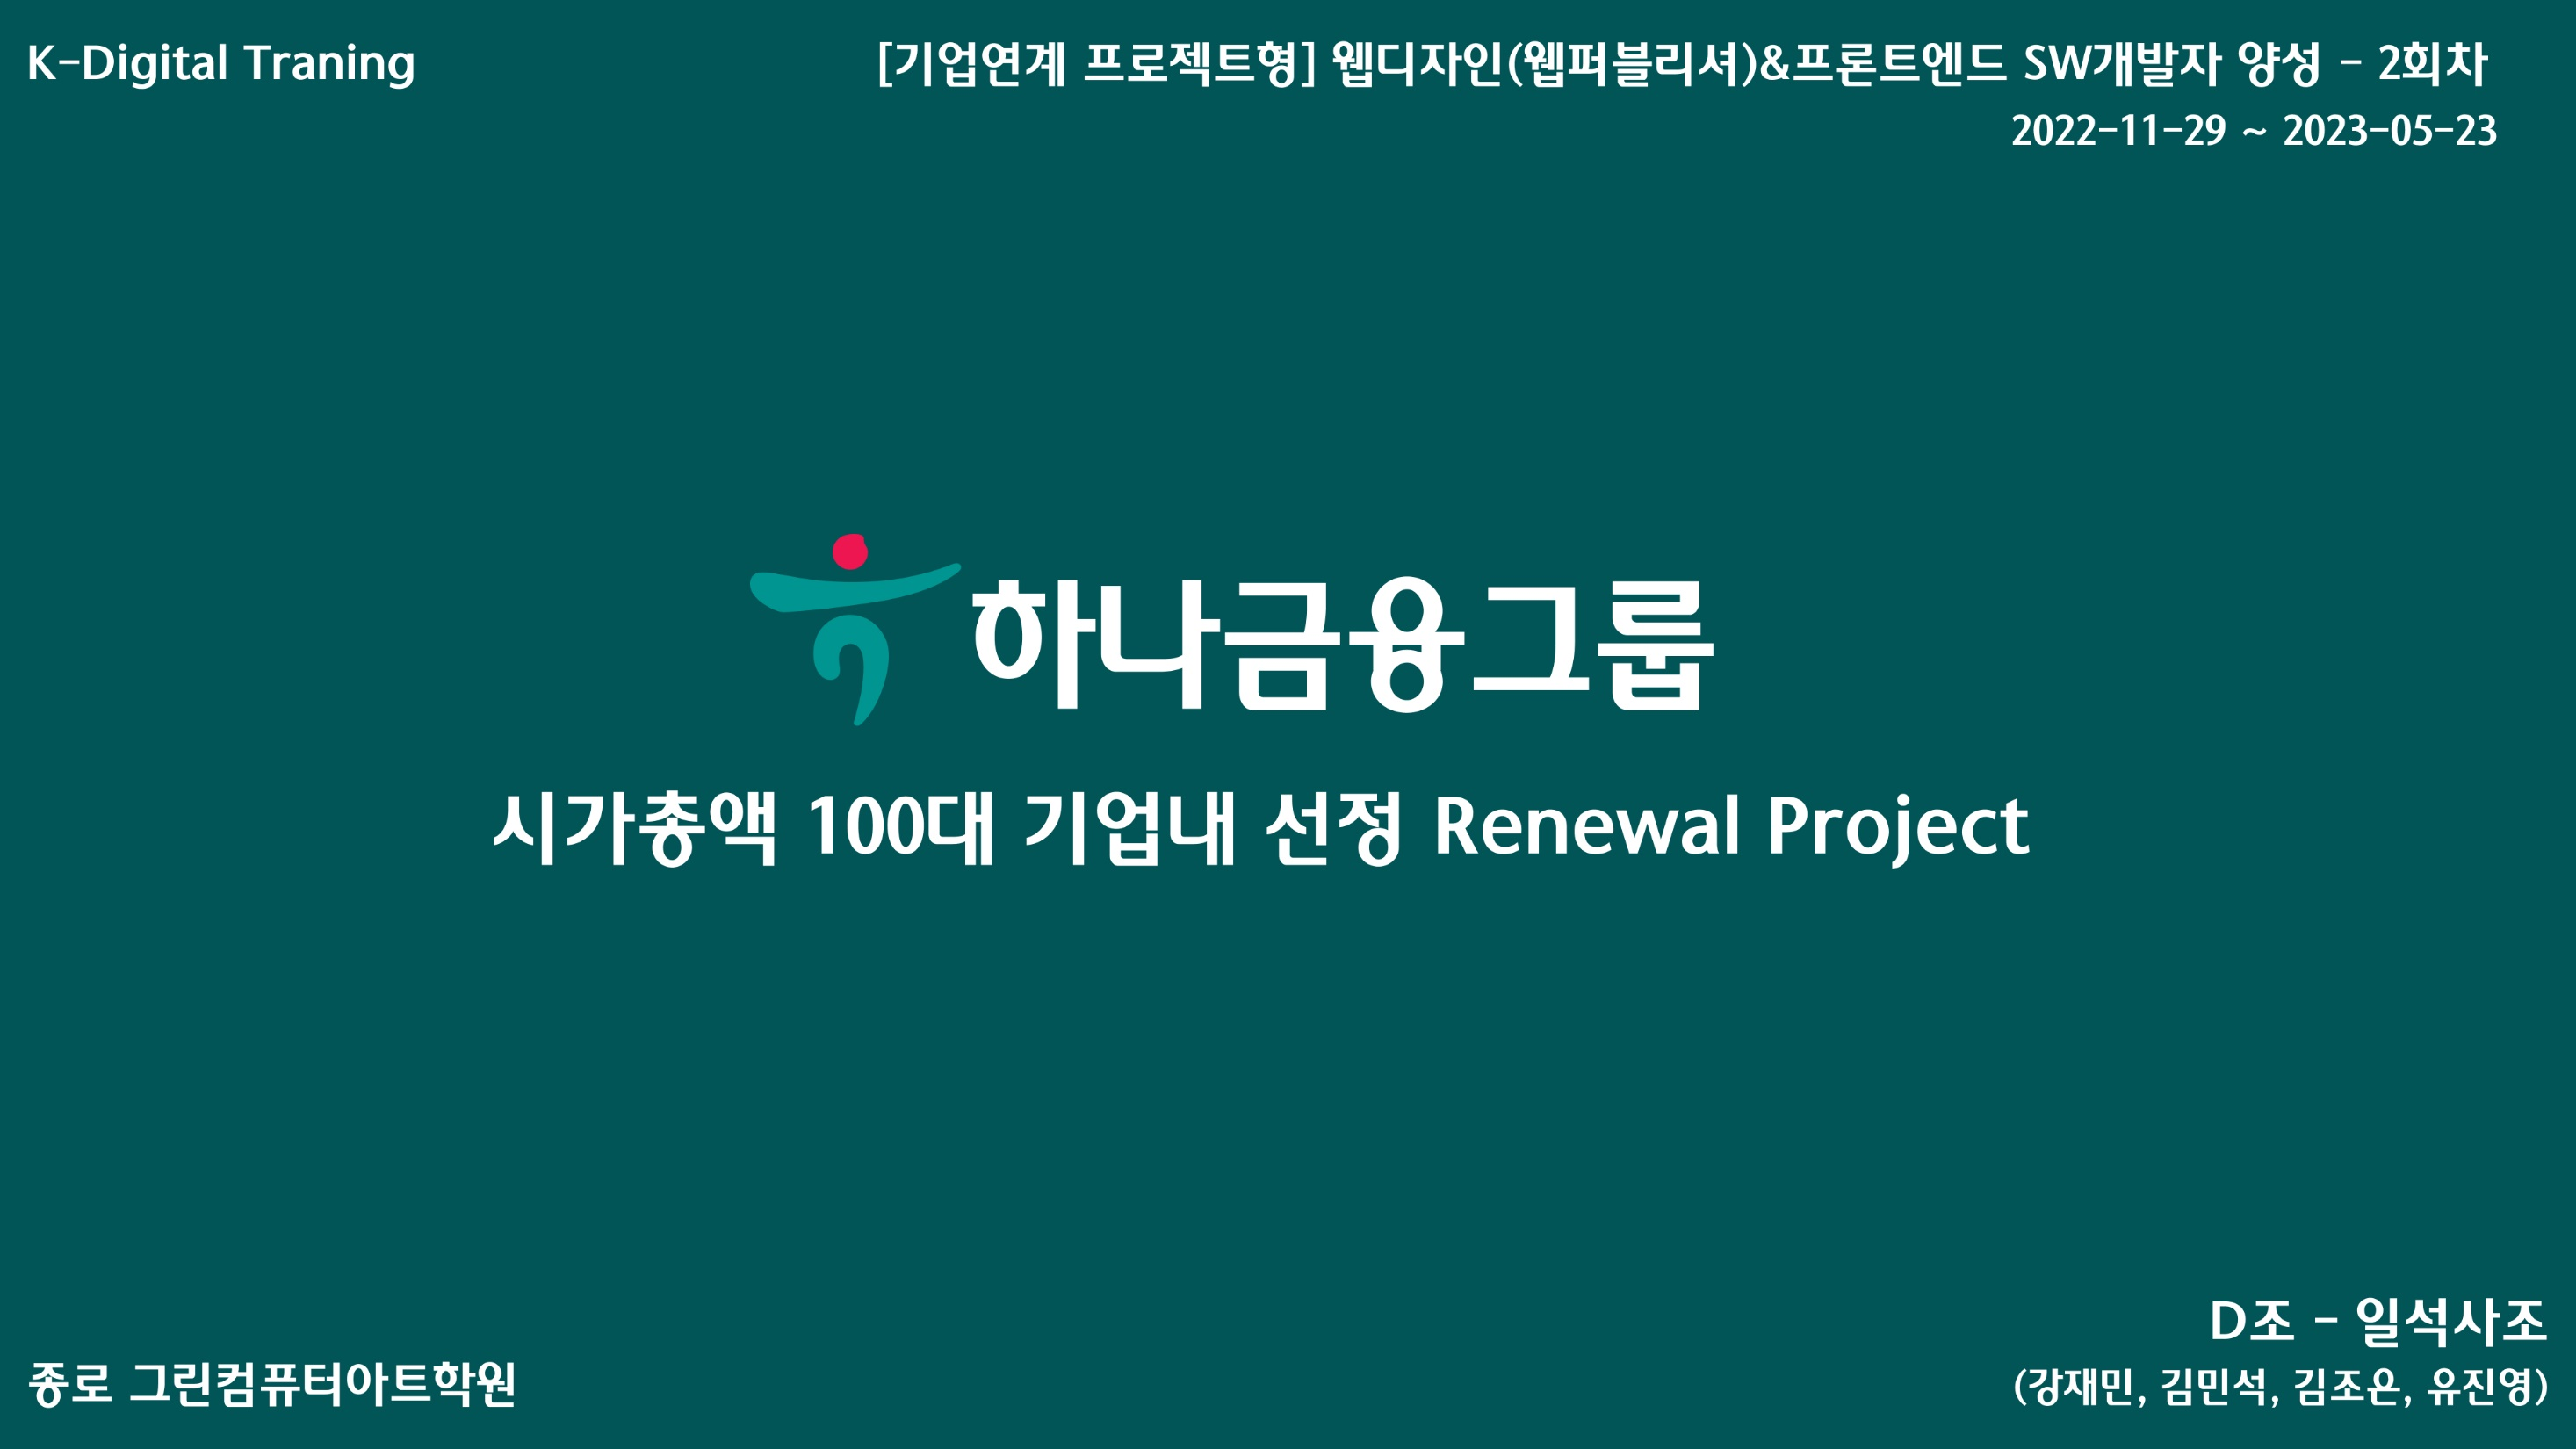 K-Digital Traning
[기업연계 프로젝트형] 웹디자인(웹퍼블리셔)&프론트엔드 SW개발자 양성 - 2회차
2022-11-29 ~ 2023-05-23
하나금융그룹
시가총액 100대 기업내 선정 Renewal Project
D조 - 일석사조
종로 그린컴퓨터아트학원
(강재민, 김민석, 김조은, 유진영)